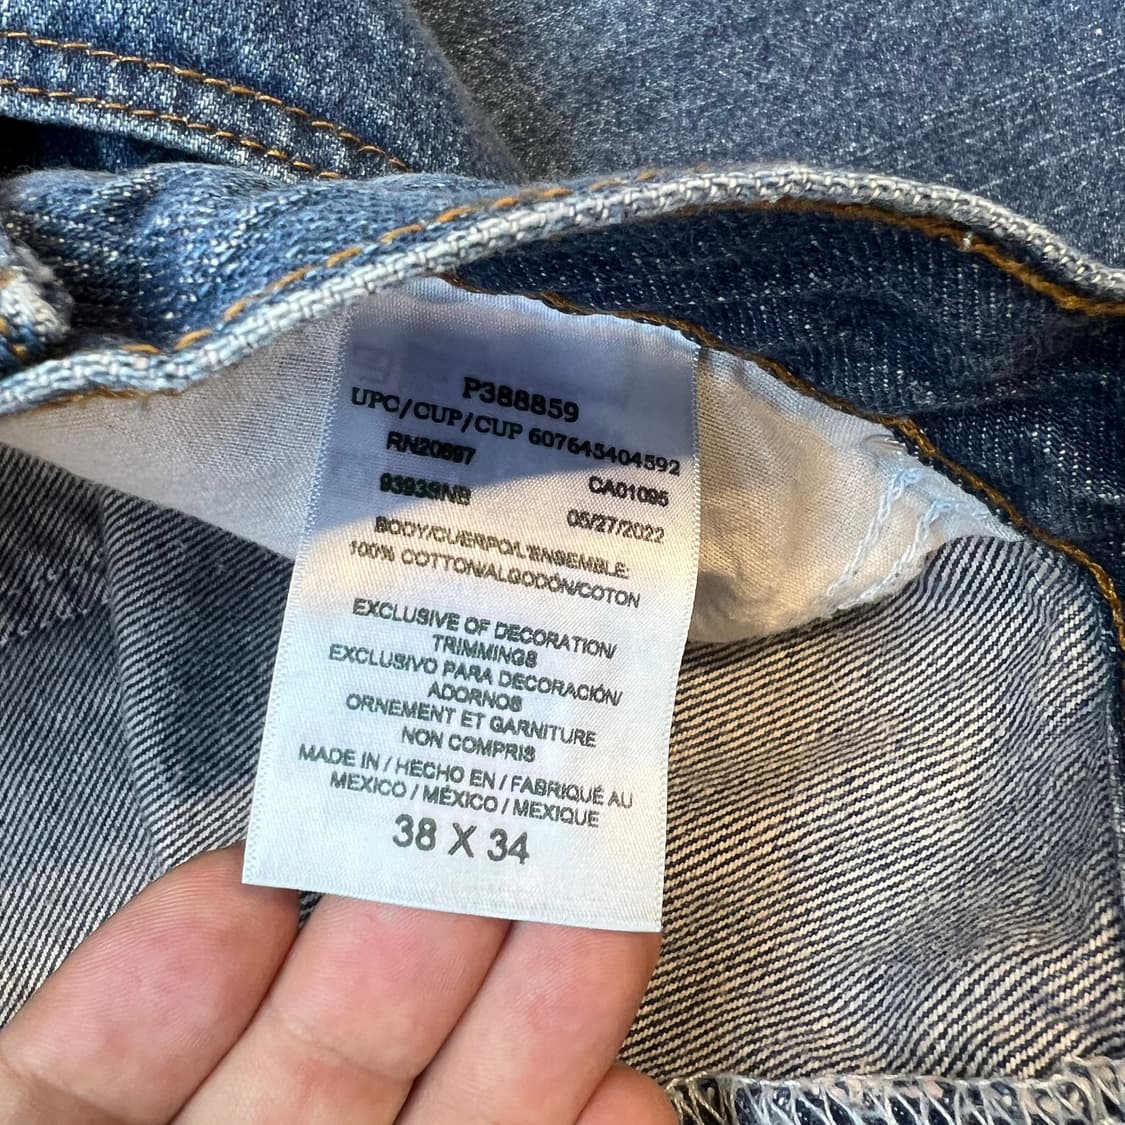 P388859
UPC/CUP/CUP 607645404592
RN20697
CA01095
9393SNB
05/27/2022
BODY/CUERPO/L'ENSEMBLE:
100% COTTON/ALGODÓN/COTON
EXCLUSIVE OF DECORATION/
TRIMMINGS
EXCLUSIVO PARA DECORACIÓN/
ADORNOS
ORNEMENT ET GARNITURE
NON COMPRIS
MADE IN / HECHO EN / FABRIQUÉ AU
MEXICO / MÉXICO / MEXIQUE
38 X 34